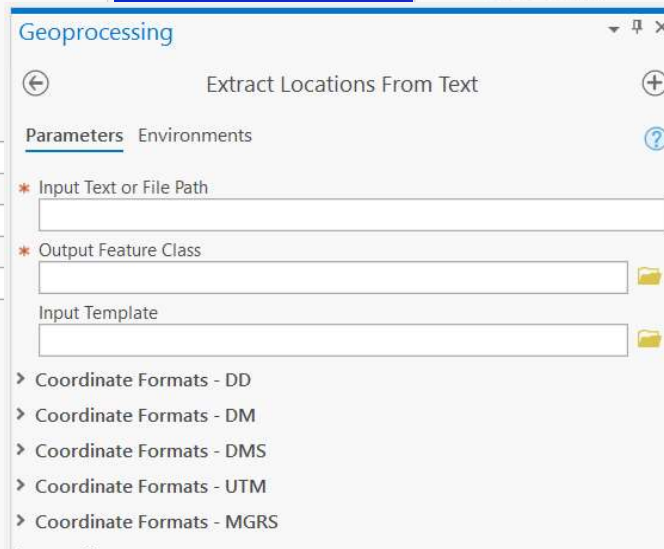 Geoprocessing
Extract Locations From Text
Parameters Environments
* Input Text or File Path
* Output Feature Class
Input Template
> Coordinate Formats - DD
> Coordinate Formats - DM
> Coordinate Formats - DMS
> Coordinate Formats - UTM
> Coordinate Formats - MGRS